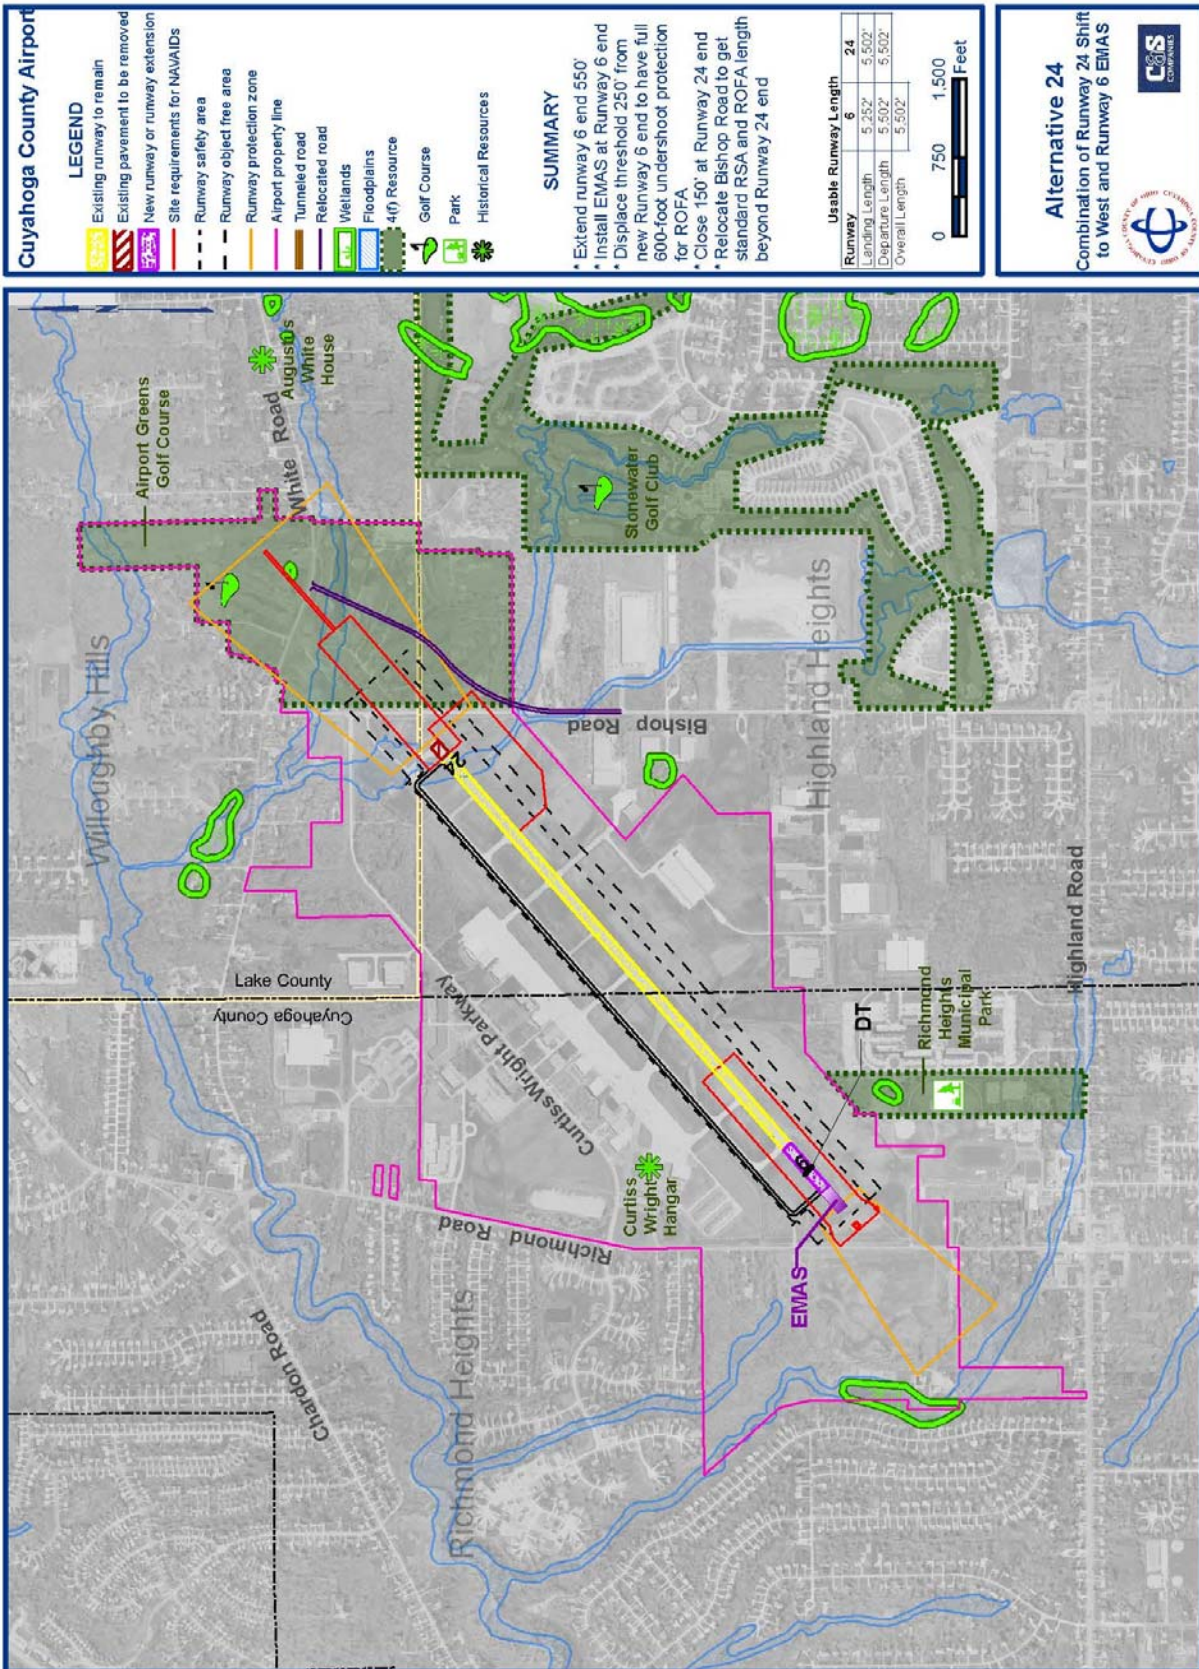 Cuyahoga County Airport
LEGEND
Existing runway to remain
Existing pavement to be removed
New runway or runway extension
Site requirements for NAVAIDs
Runway safety area
Runway object free area
Runway protection zone
Airport property line
Tunneled road
Relocated road
Wetlands
Floodplains
4(f) Resource
Golf Course
Park
Historical Resources
SUMMARY
* Extend runway 6 end 550'
* Install EMAS at Runway 6 end
* Displace threshold 250' from
new Runway 6 end to have full
600-foot undershoot protection
for ROFA
* Close 150' at Runway 24 end
* Relocate Bishop Road to get
standard RSA and ROFA length
beyond Runway 24 end
Usable Runway Length
Runway 6 24
Landing Length 5,252' 5,502'
Departure Length 5,502' 5,502'
Overall Length 5,502'
0 750 1,500
Feet
Alternative 24
Combination of Runway 24 Shift
to West and Runway 6 EMAS
C&S
COMPANIES
Willoughby Hills
Airport Greens
Golf Course
White Road
Augustus
White
House
Stonewater
Golf Club
Bishop Road
Highland Heights
Highland Road
Lake County
Cuyahoga County
Curtiss Wright Parkway
24
DT
Richmond
Heights
Municipal
Park
Curtiss
Wright
Hangar
Richmond Road
EMAS
Chardon Road
Richmond Heights